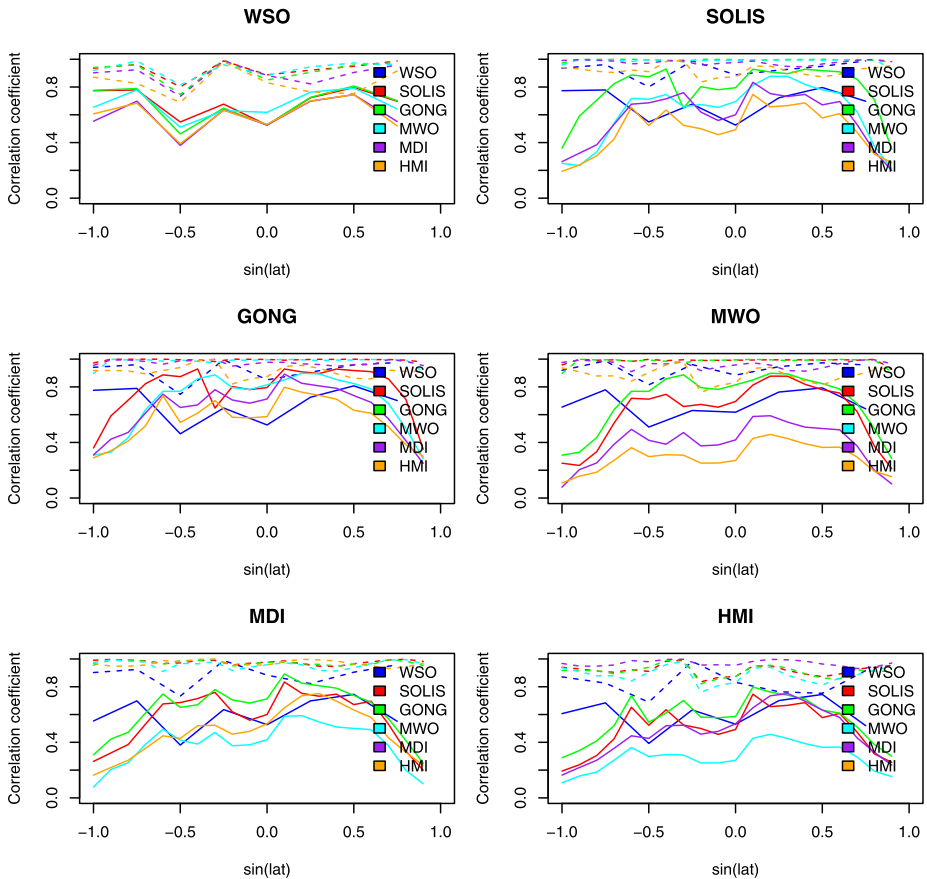 WSO
Correlation coefficient
0.0 0.4 0.8
WSO
SOLIS
GONG
MWO
MDI
HMI
−1.0 −0.5 0.0 0.5 1.0
sin(lat)
SOLIS
Correlation coefficient
0.0 0.4 0.8
WSO
SOLIS
GONG
MWO
MDI
HMI
−1.0 −0.5 0.0 0.5 1.0
sin(lat)
GONG
Correlation coefficient
0.0 0.4 0.8
WSO
SOLIS
GONG
MWO
MDI
HMI
−1.0 −0.5 0.0 0.5 1.0
sin(lat)
MWO
Correlation coefficient
0.0 0.4 0.8
WSO
SOLIS
GONG
MWO
MDI
HMI
−1.0 −0.5 0.0 0.5 1.0
sin(lat)
MDI
Correlation coefficient
0.0 0.4 0.8
WSO
SOLIS
GONG
MWO
MDI
HMI
−1.0 −0.5 0.0 0.5 1.0
sin(lat)
HMI
Correlation coefficient
0.0 0.4 0.8
WSO
SOLIS
GONG
MWO
MDI
HMI
−1.0 −0.5 0.0 0.5 1.0
sin(lat)